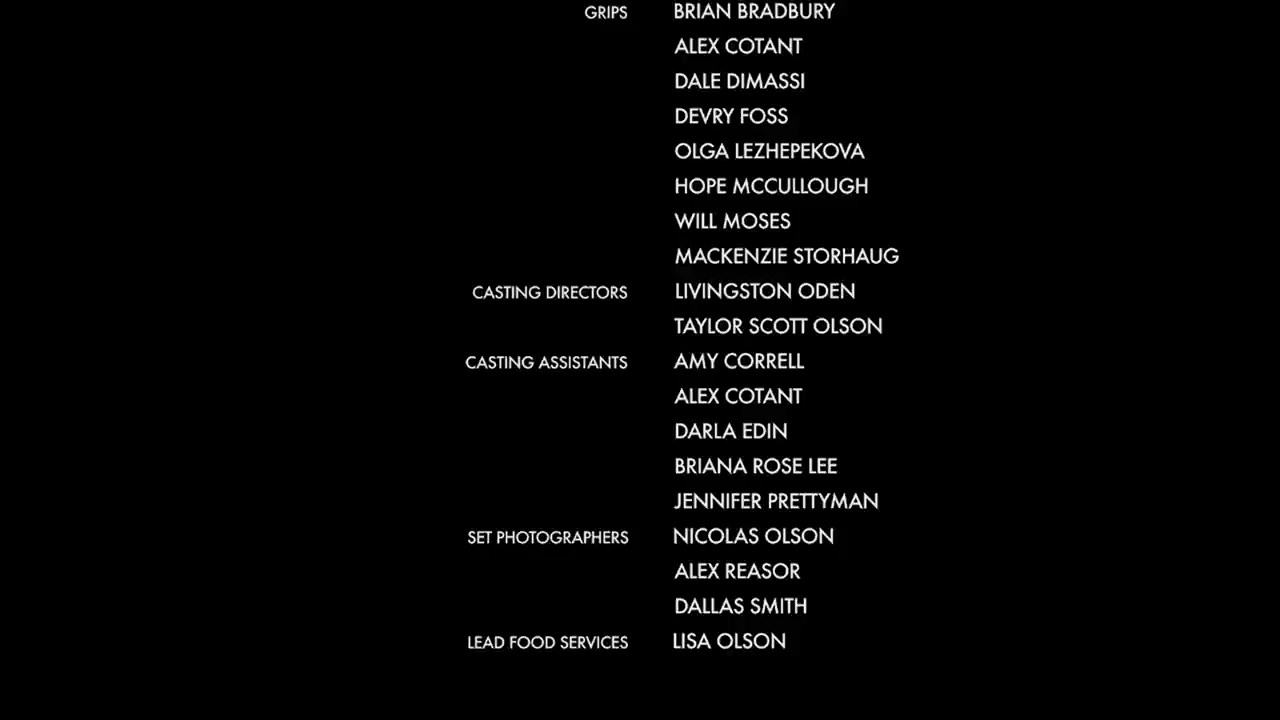 GRIPS BRIAN BRADBURY
ALEX COTANT
DALE DIMASSI
DEVRY FOSS
OLGA LEZHEPEKOVA
HOPE MCCULLOUGH
WILL MOSES
MACKENZIE STORHAUG
CASTING DIRECTORS LIVINGSTON ODEN
TAYLOR SCOTT OLSON
CASTING ASSISTANTS AMY CORRELL
ALEX COTANT
DARLA EDIN
BRIANA ROSE LEE
JENNIFER PRETTYMAN
SET PHOTOGRAPHERS NICOLAS OLSON
ALEX REASOR
DALLAS SMITH
LEAD FOOD SERVICES LISA OLSON